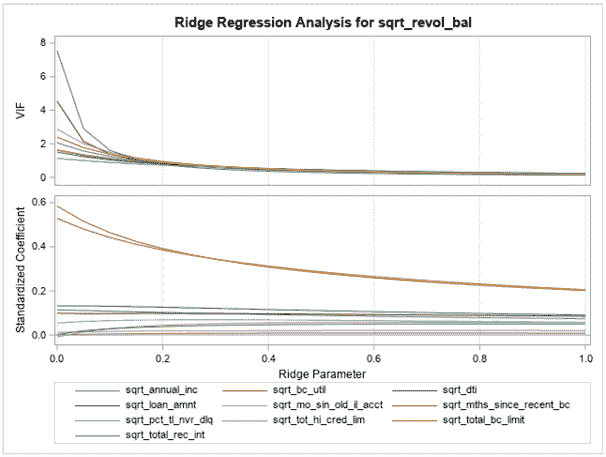 Ridge Regression Analysis for sqrt_revol_bal
8
6
4
2
0
VIF
0.6
0.4
0.2
0.0
Standardized Coefficient
0.0 0.2 0.4 0.6 0.8 1.0
Ridge Parameter
sqrt_annual_inc sqrt_bc_util sqrt_dti
sqrt_loan_amnt sqrt_mo_sin_old_il_acct sqrt_mths_since_recent_bc
sqrt_pct_tl_nvr_dlq sqrt_tot_hi_cred_lim sqrt_total_bc_limit
sqrt_total_rec_int